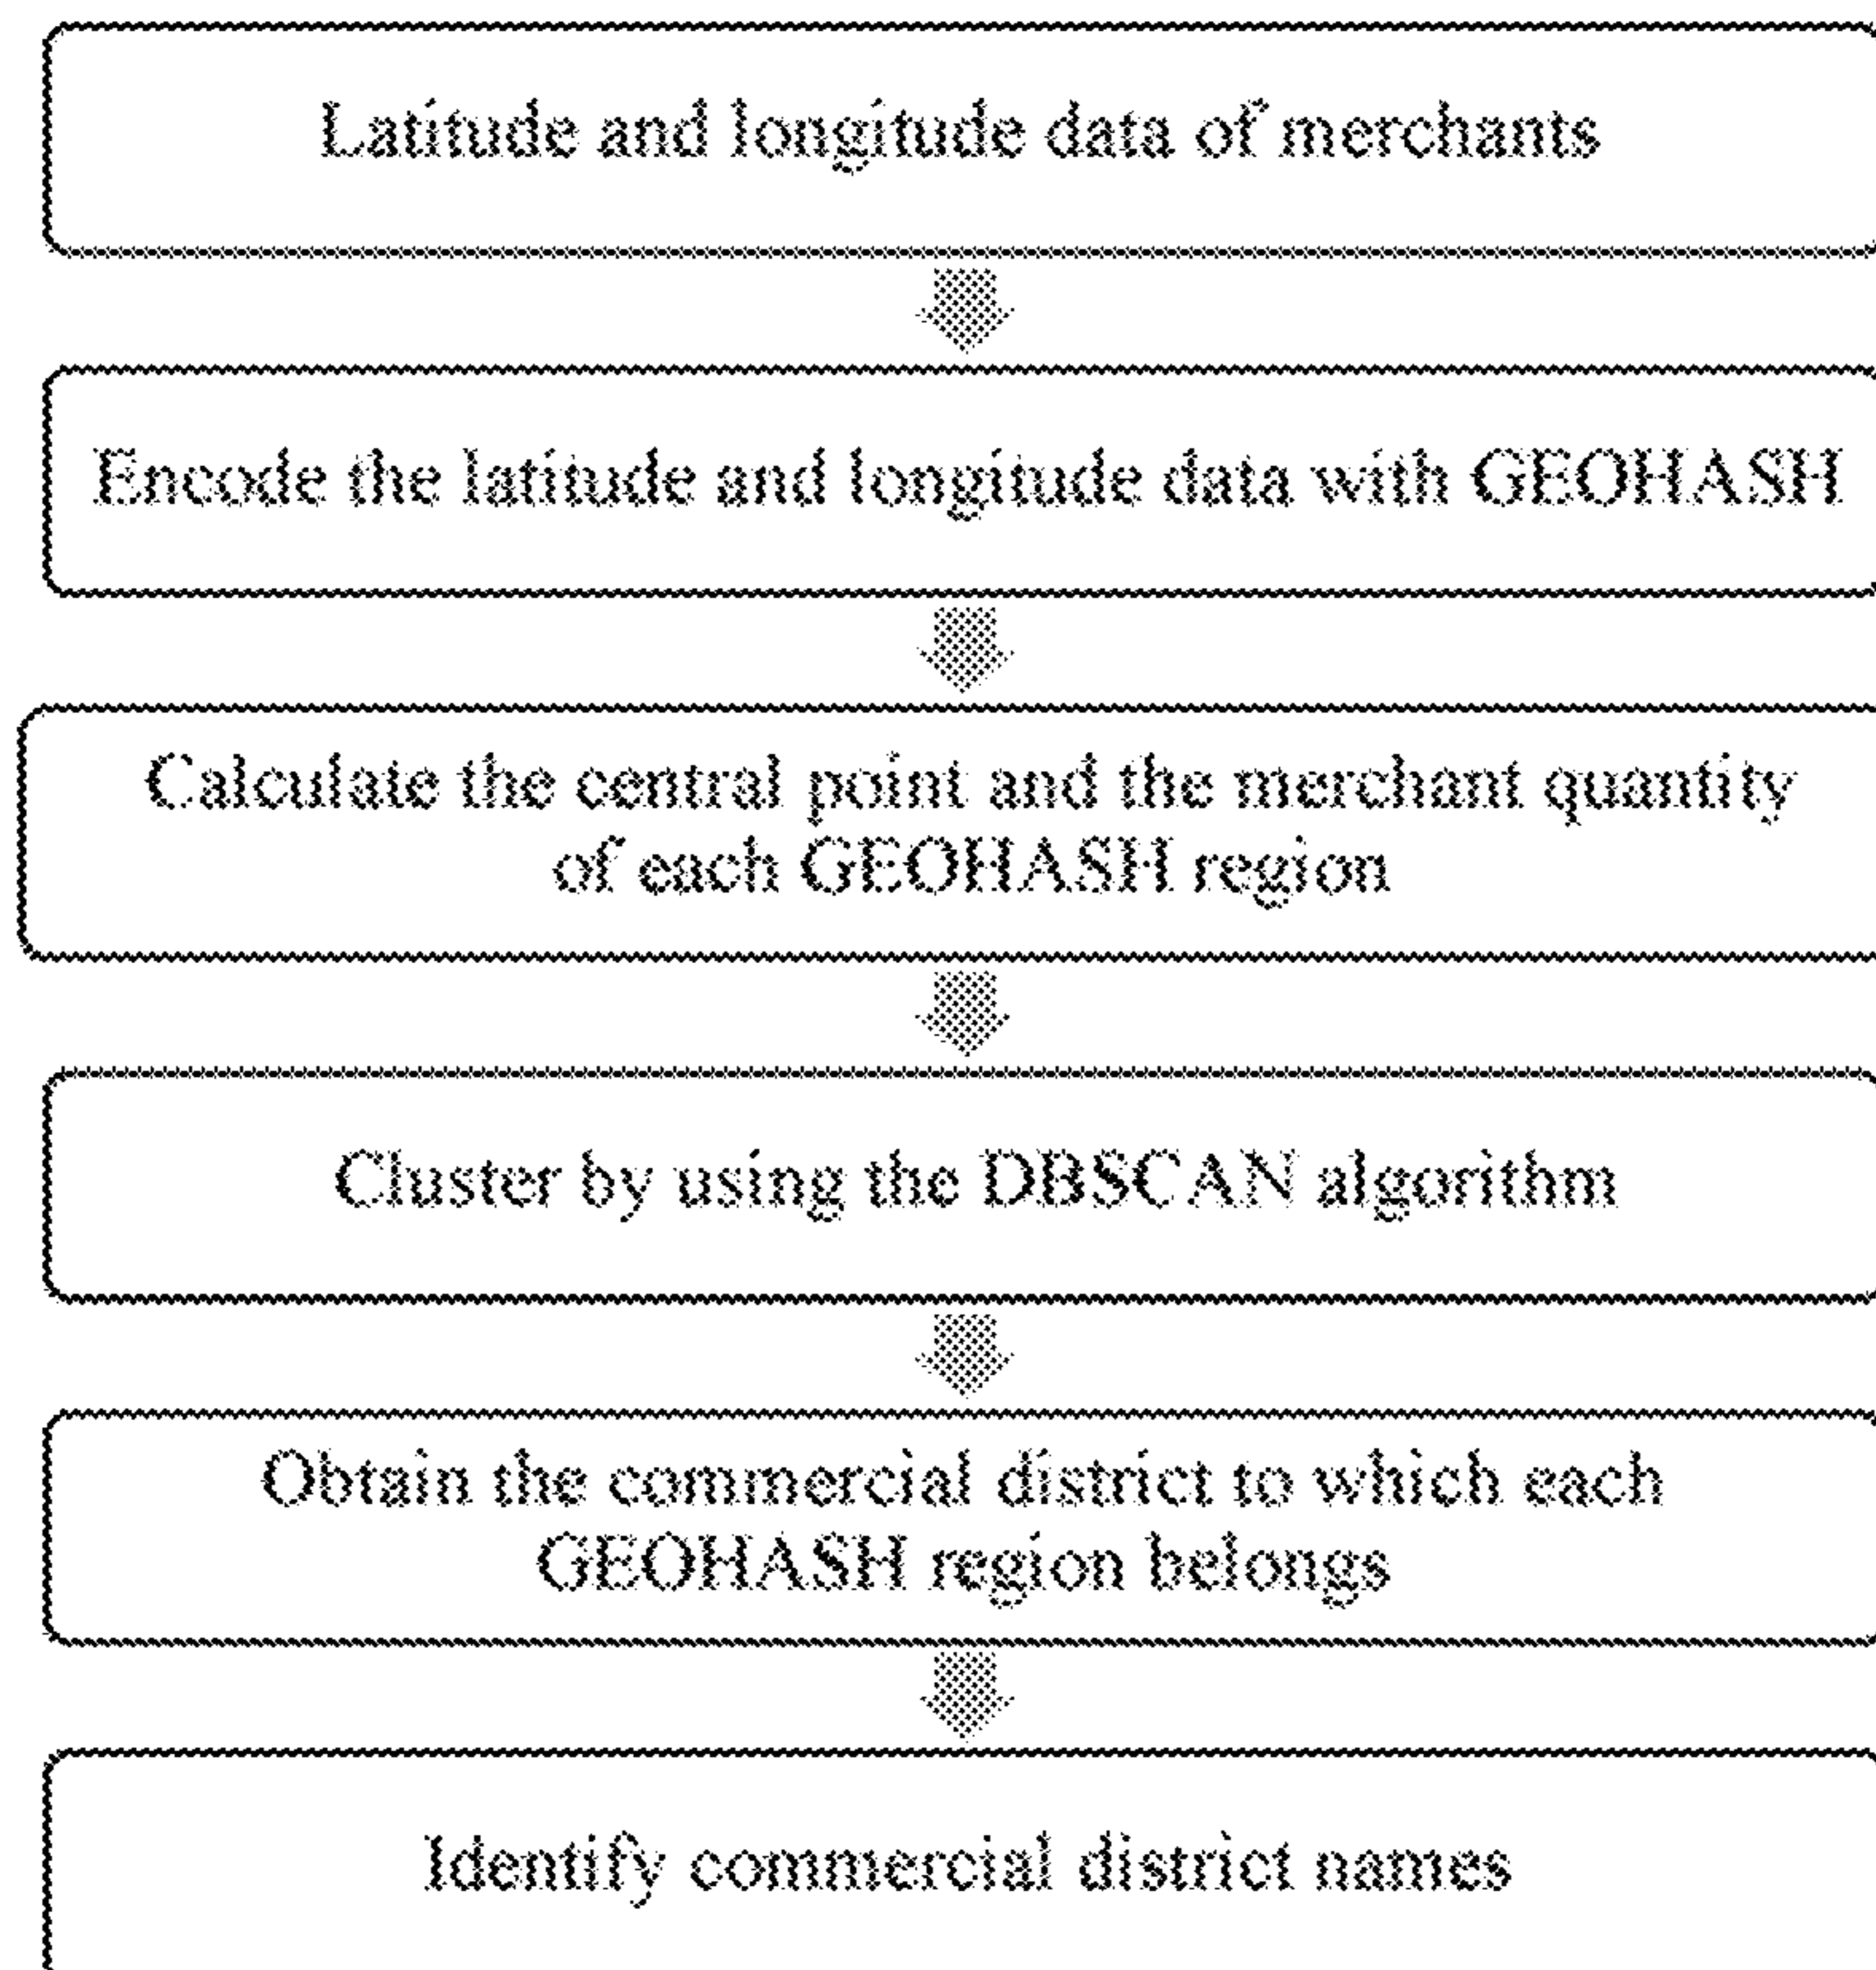 Latitude and longitude data of merchants
Encode the latitude and longitude data with GEOHASH
Calculate the central point and the merchant quantity
of each GEOHASH region
Cluster by using the DBSCAN algorithm
Obtain the commercial district to which each
GEOHASH region belongs
Identify commercial district names